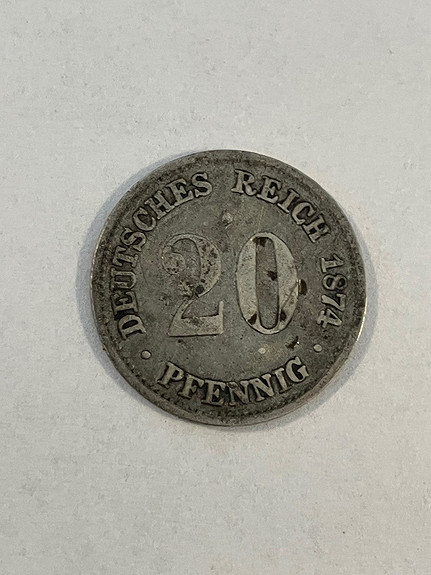 DEUTSCHES REICH 1874
20
· PFENNIG ·